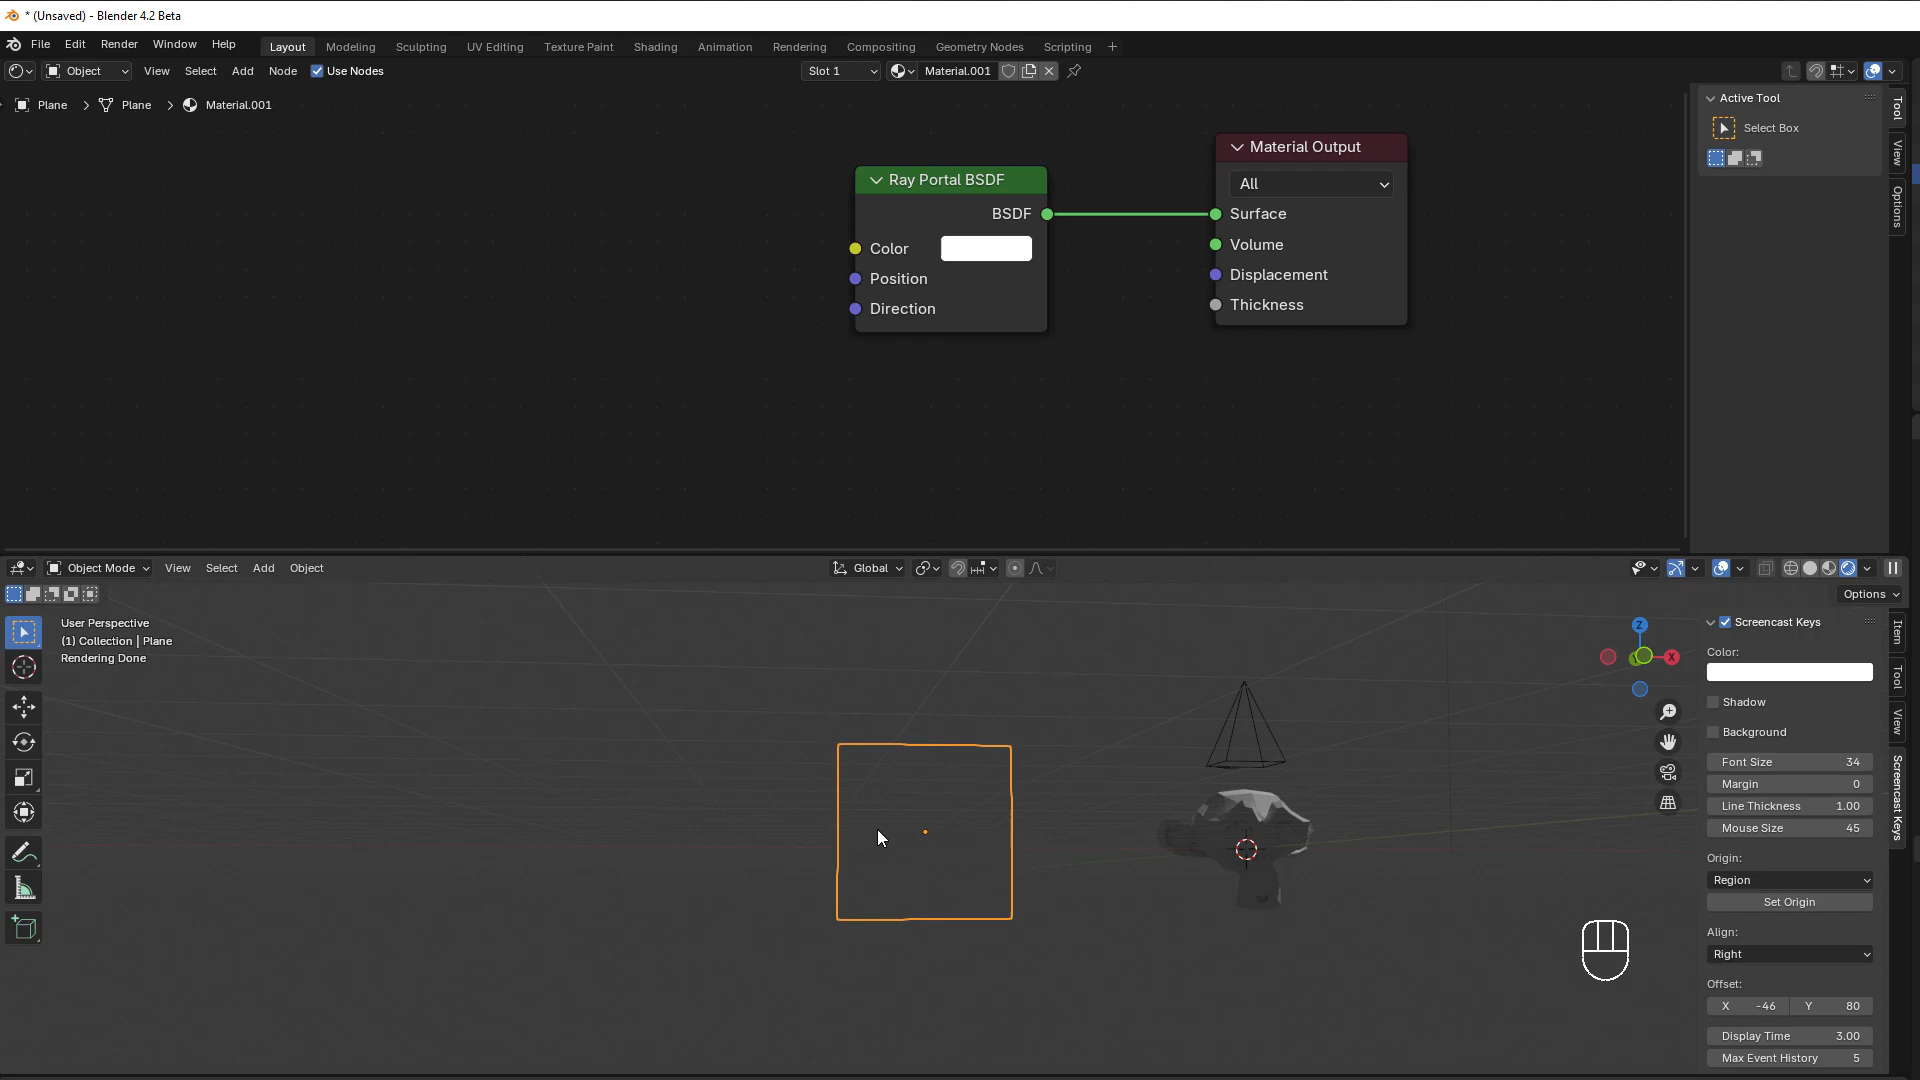 * (Unsaved) - Blender 4.2 Beta
File Edit Render Window Help Layout Modeling Sculpting UV Editing Texture Paint Shading Animation Rendering Compositing Geometry Nodes Scripting +
Object View Select Add Node Use Nodes Slot 1 Material.001
Plane > Plane > Material.001
Active Tool
Select Box
Tool
View
Options
Material Output
All
Surface
Volume
Displacement
Thickness
Ray Portal BSDF
BSDF
Color
Position
Direction
Object Mode View Select Add Object Global
Options
User Perspective
(1) Collection | Plane
Rendering Done
Z
X
Screencast Keys
Color:
Shadow
Background
Font Size 34
Margin 0
Line Thickness 1.00
Mouse Size 45
Origin:
Region
Set Origin
Align:
Right
Offset:
X -46 Y 80
Display Time 3.00
Max Event History 5
Item
Tool
View
Screencast Keys